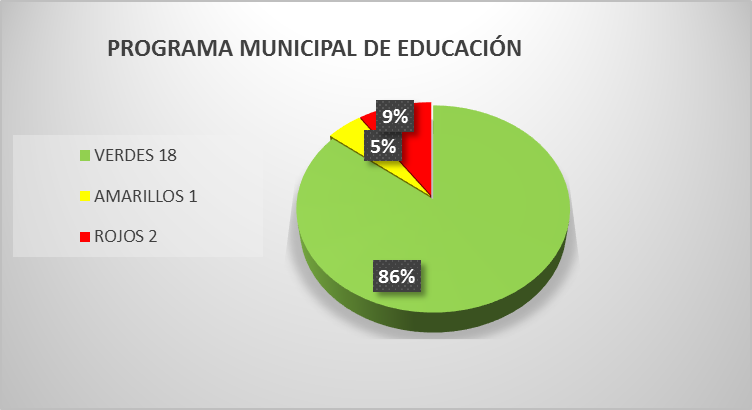 PROGRAMA MUNICIPAL DE EDUCACIÓN
VERDES 18
AMARILLOS 1
ROJOS 2
9%
5%
86%